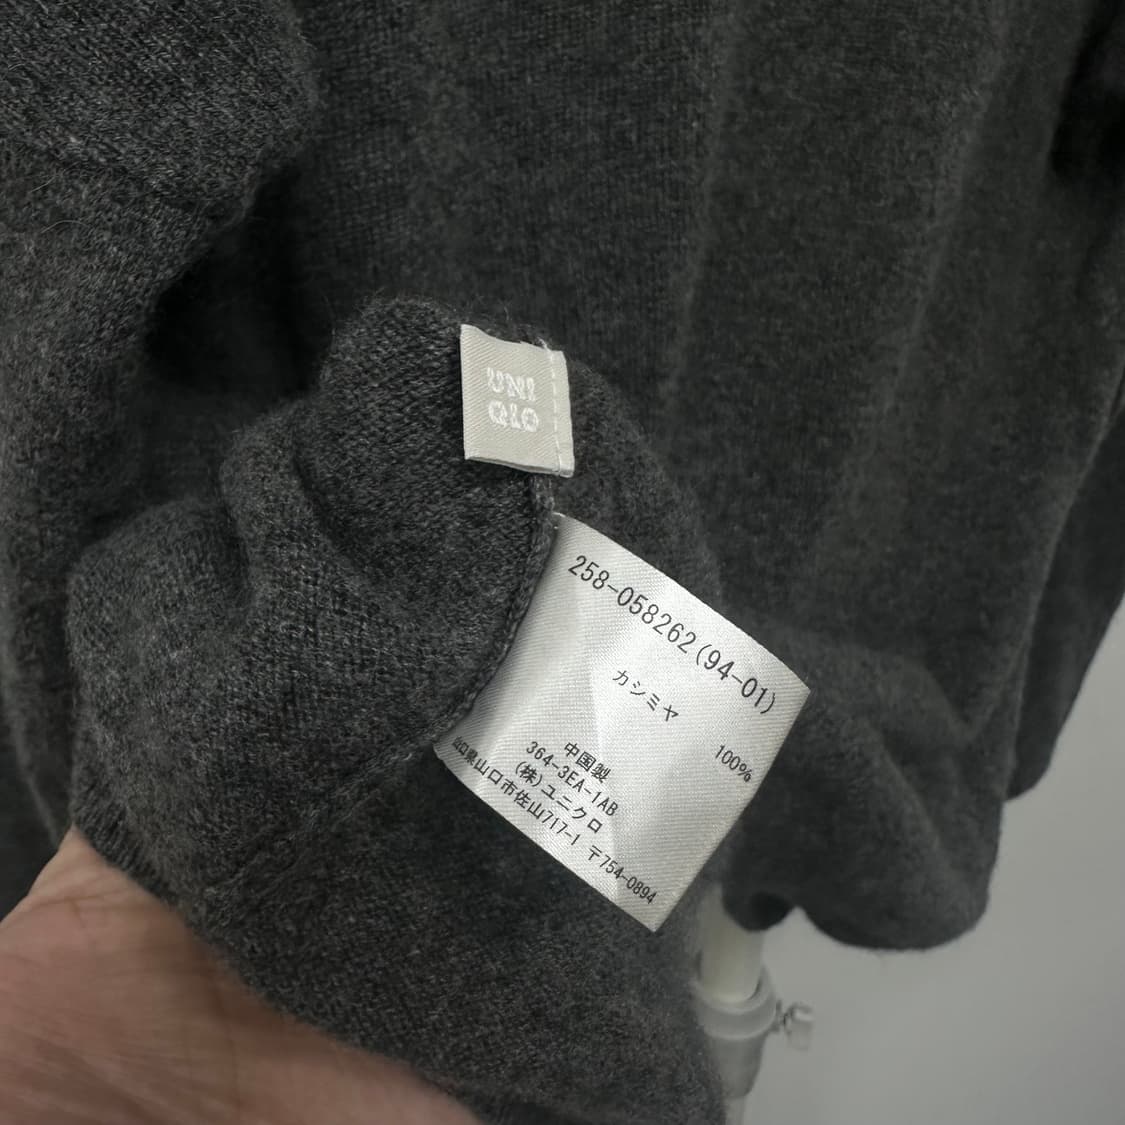 UNI
QLO
258-058262(94-01)
カシミヤ
100%
中国製
364-3EA-1AB
(株)ユニクロ
山口県山口市佐山717-1 〒754-0894